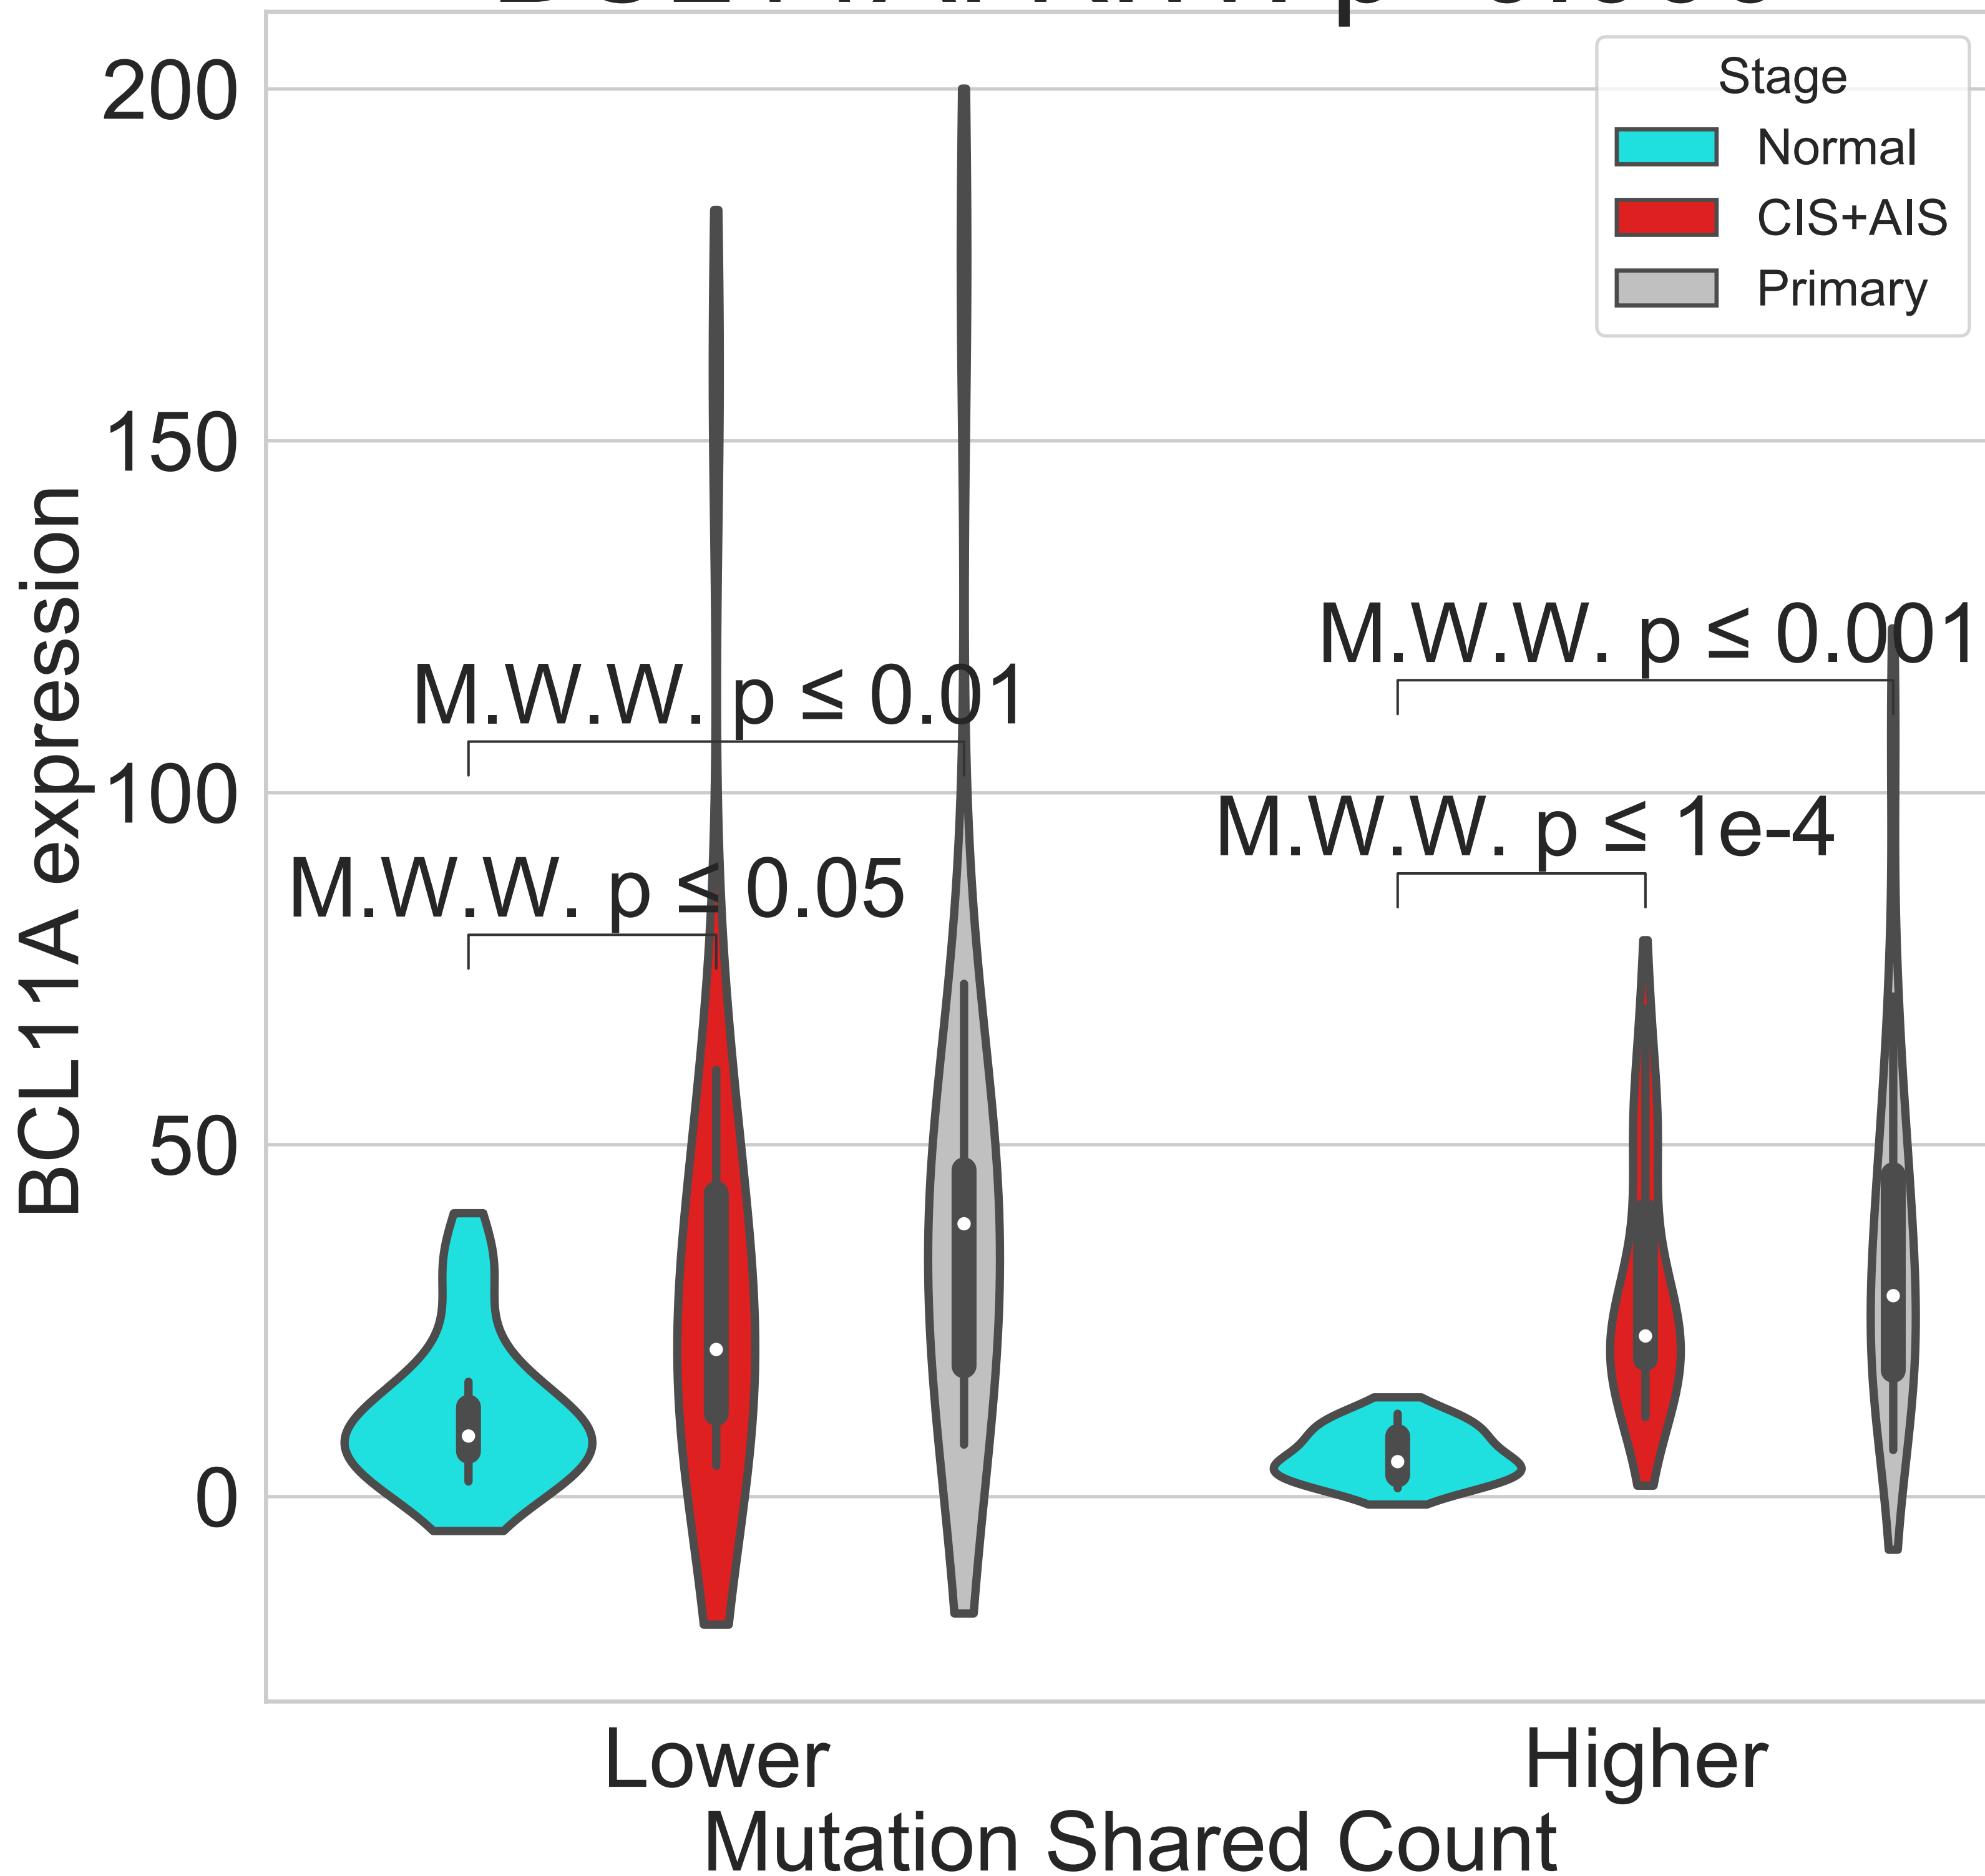 200
150
100
50
0
BCL11A expression
Stage
Normal
CIS+AIS
Primary
M.W.W. p ≤ 0.001
M.W.W. p ≤ 0.01
M.W.W. p ≤ 1e-4
M.W.W. p ≤ 0.05
Lower
Higher
Mutation Shared Count